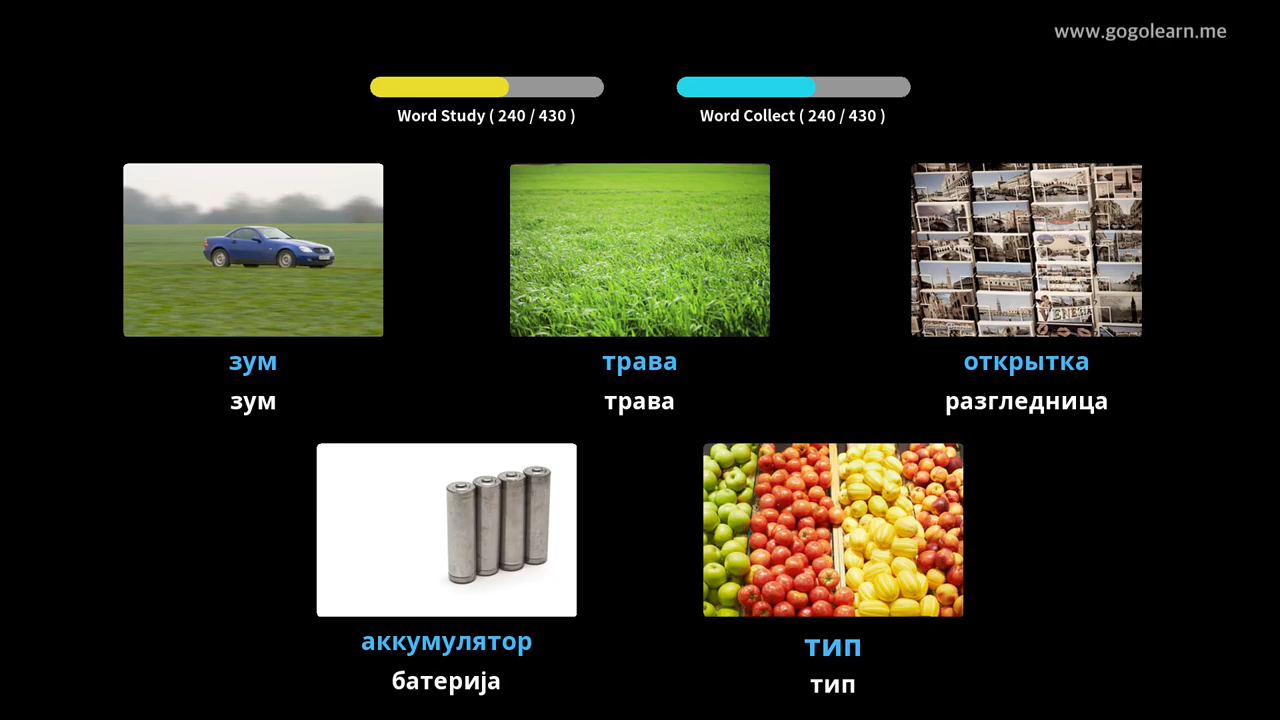 www.gogolearn.me
Word Study ( 240 / 430 )
Word Collect ( 240 / 430 )
зум
зум
трава
трава
VENEZIA
открытка
разгледница
аккумулятор
батерија
тип
тип